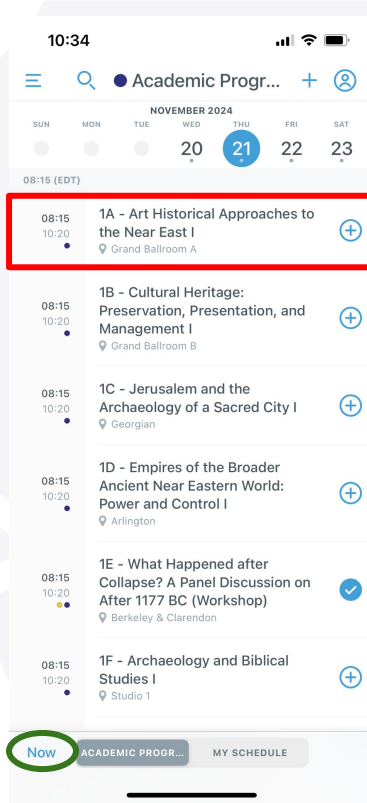 10:34
Academic Progr...
NOVEMBER 2024
SUN MON TUE WED THU FRI SAT
20 21 22 23
08:15 (EDT)
08:15
10:20
1A - Art Historical Approaches to
the Near East I
Grand Ballroom A
08:15
10:20
1B - Cultural Heritage:
Preservation, Presentation, and
Management I
Grand Ballroom B
08:15
10:20
1C - Jerusalem and the
Archaeology of a Sacred City I
Georgian
08:15
10:20
1D - Empires of the Broader
Ancient Near Eastern World:
Power and Control I
Arlington
08:15
10:20
1E - What Happened after
Collapse? A Panel Discussion on
After 1177 BC (Workshop)
Berkeley & Clarendon
08:15
10:20
1F - Archaeology and Biblical
Studies I
Studio 1
Now
ACADEMIC PROGR...
MY SCHEDULE